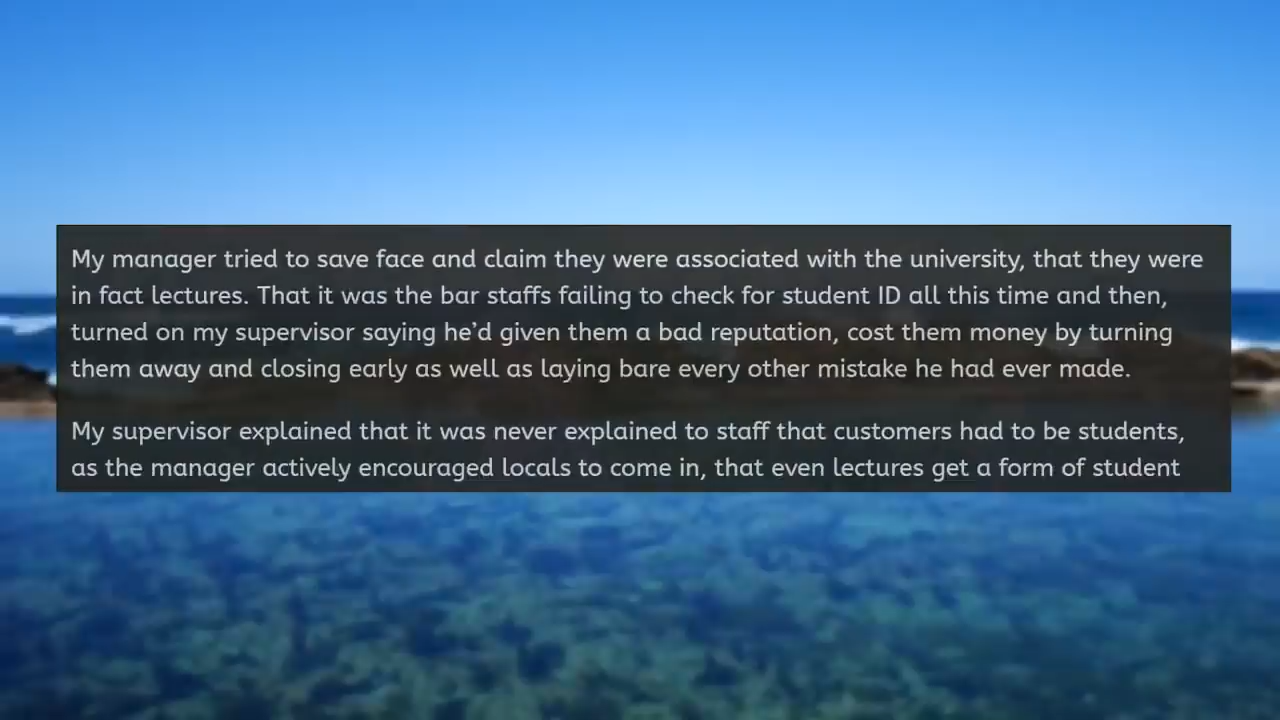 My manager tried to save face and claim they were associated with the university, that they were
in fact lectures. That it was the bar staffs failing to check for student ID all this time and then,
turned on my supervisor saying he’d given them a bad reputation, cost them money by turning
them away and closing early as well as laying bare every other mistake he had ever made.
My supervisor explained that it was never explained to staff that customers had to be students,
as the manager actively encouraged locals to come in, that even lectures get a form of student